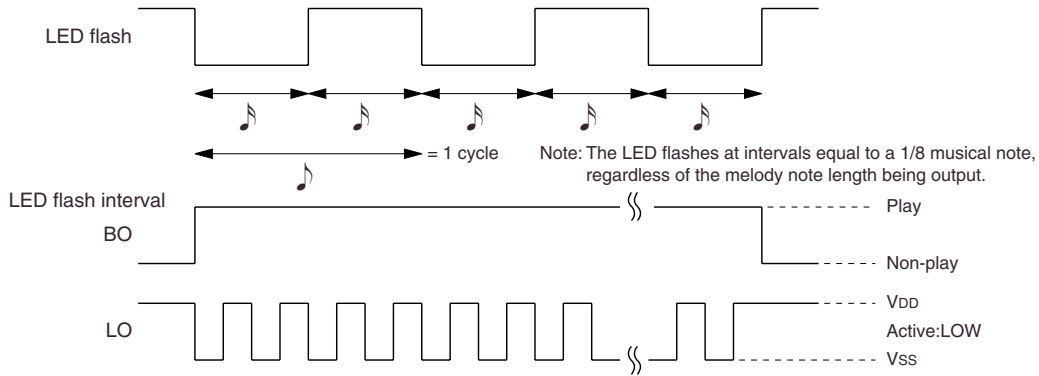 LED flash
= 1 cycle
Note: The LED flashes at intervals equal to a 1/8 musical note,
regardless of the melody note length being output.
LED flash interval
BO
Play
Non-play
LO
VDD
Active:LOW
VSS